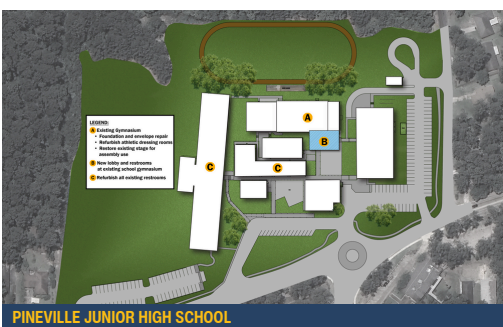 LEGEND:
A Existing Gymnasium
• Foundation and envelope repair
• Refurbish athletic dressing rooms
• Restore existing stage for
assembly use
B New lobby and restrooms
at existing school gymnasium
C Refurbish all existing restrooms
A
B
C
C
PINEVILLE JUNIOR HIGH SCHOOL